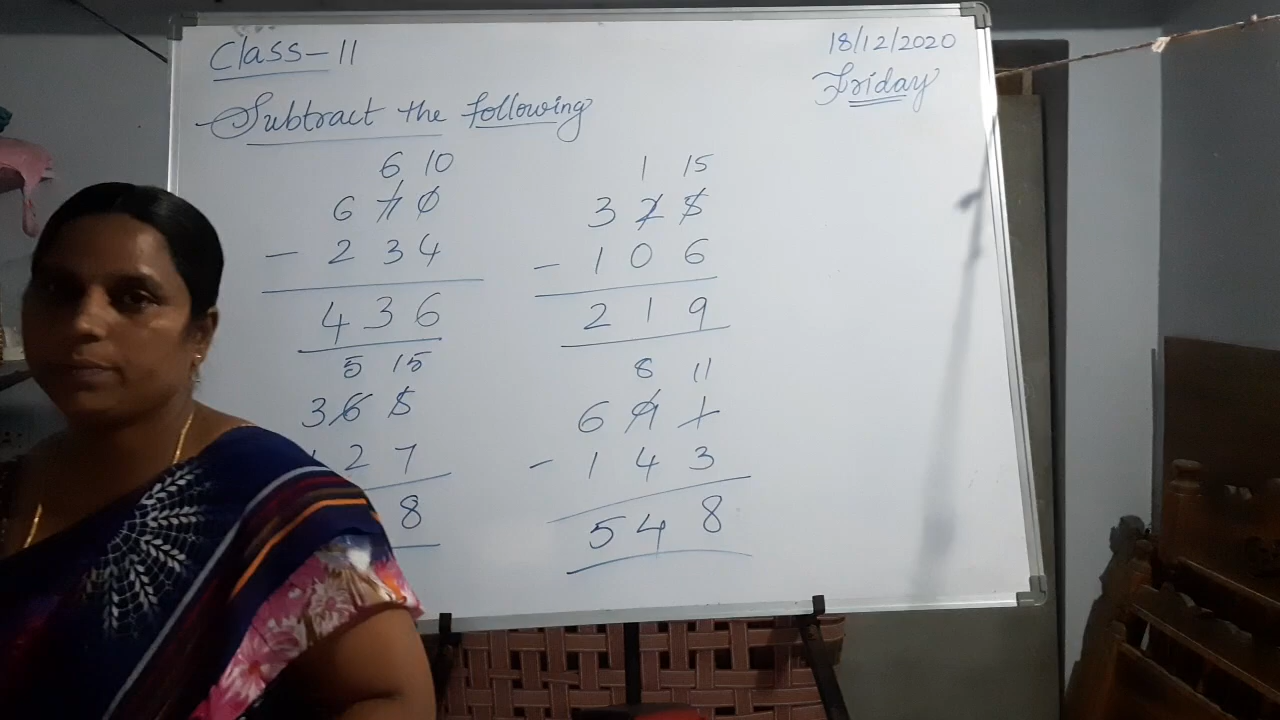 Class-II
18/12/2020
Friday
Subtract the following
6 10
6 7 0
- 2 3 4
4 3 6
1 15
3 2 5
- 1 0 6
2 1 9
5 15
3 6 5
2 7
8
8 11
6 9 1
- 1 4 3
5 4 8